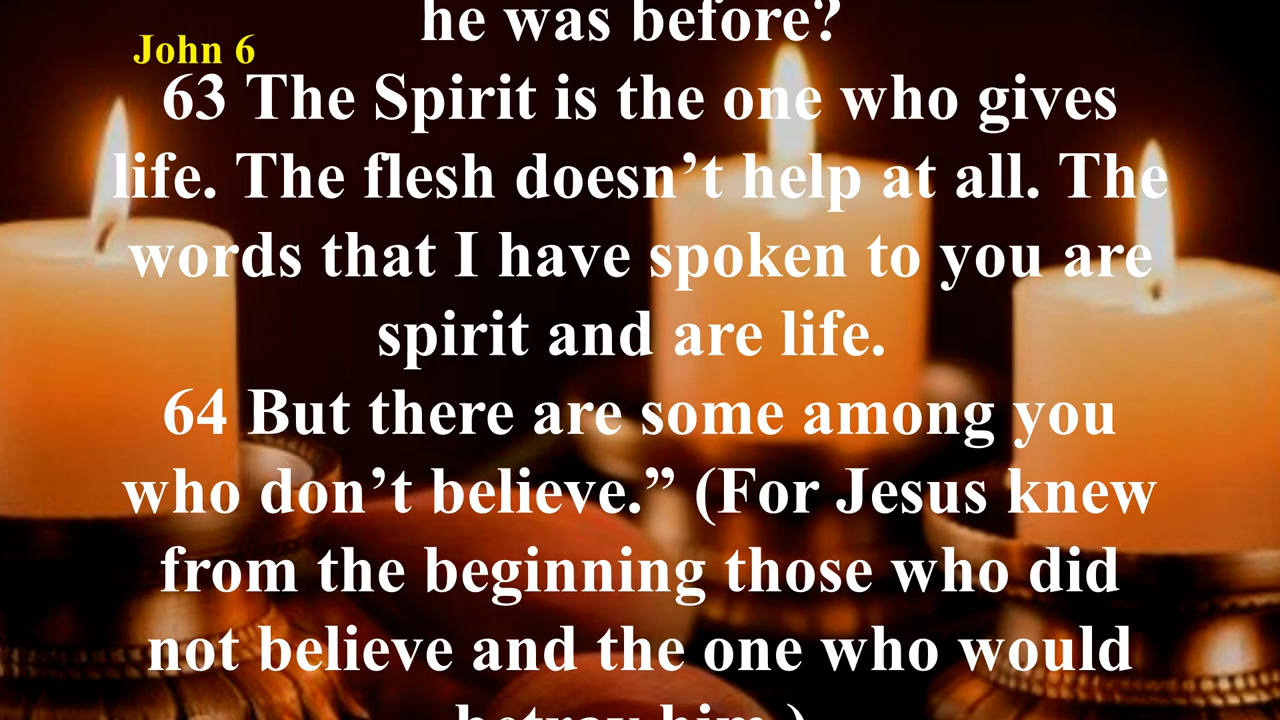 he was before?
John 6
63 The Spirit is the one who gives
life. The flesh doesn’t help at all. The
words that I have spoken to you are
spirit and are life.
64 But there are some among you
who don’t believe.” (For Jesus knew
from the beginning those who did
not believe and the one who would
betray him.)